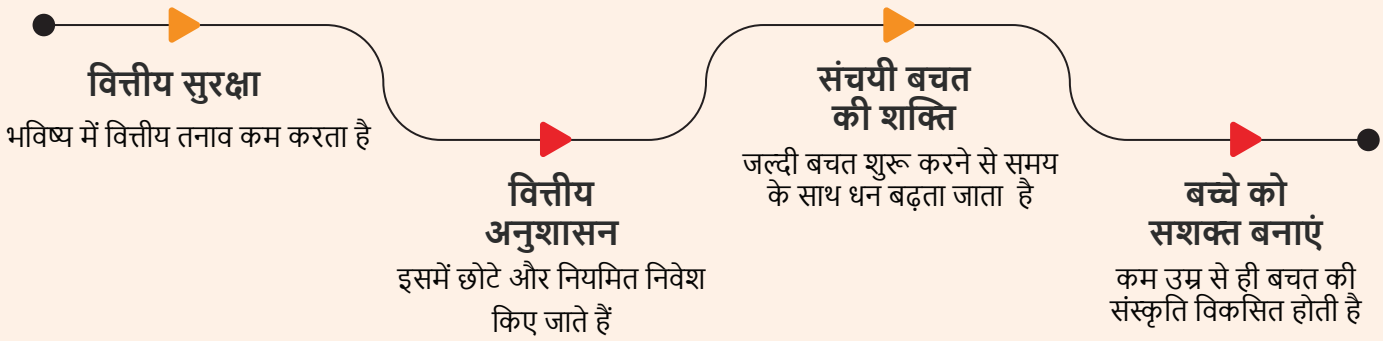 वित्तीय सुरक्षा
भविष्य में वित्तीय तनाव कम करता है
वित्तीय
अनुशासन
इसमें छोटे और नियमित निवेश
किए जाते हैं
संचयी बचत
की शक्ति
जल्दी बचत शुरू करने से समय
के साथ धन बढ़ता जाता है
बच्चे को
सशक्त बनाएं
कम उम्र से ही बचत की
संस्कृति विकसित होती है